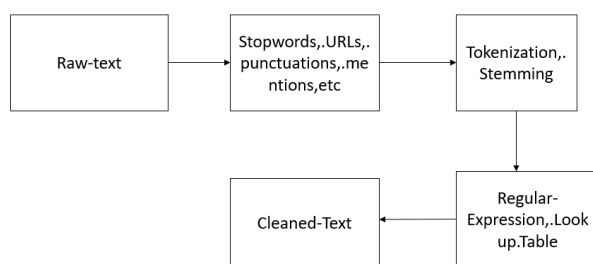 Raw-text
Stopwords,.URLs,.
punctuations,.me
ntions,etc
Tokenization,.
Stemming
Regular-
Expression,.Look
up.Table
Cleaned-Text